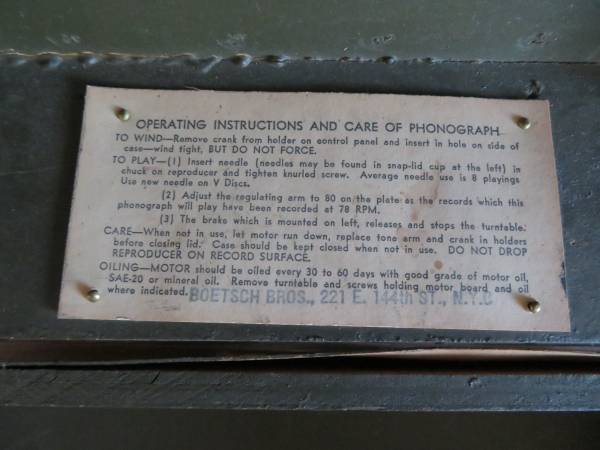 OPERATING INSTRUCTIONS AND CARE OF PHONOGRAPH
TO WIND—Remove crank from holder on control panel and insert in hole on side of
case—wind tight, BUT DO NOT FORCE.
TO PLAY—(1) Insert needle (needles may be found in snap-lid cup at the left) in
chuck on reproducer and tighten knurled screw. Average needle use is 8 playings
Use new needle on V Discs.
(2) Adjust the regulating arm to 80 on the plate as the records which this
phonograph will play have been recorded at 78 RPM.
(3) The brake which is mounted on left, releases and stops the turntable.
CARE—When not in use, let motor run down, replace tone arm and crank in holders
before closing lid. Case should be kept closed when not in use. DO NOT DROP
REPRODUCER ON RECORD SURFACE.
OILING—MOTOR should be oiled every 30 to 60 days with good grade of motor oil,
SAE-20 or mineral oil. Remove turntable and screws holding motor board and oil
where indicated. BOETSCH BROS., 221 E. 144th ST., N.Y.C